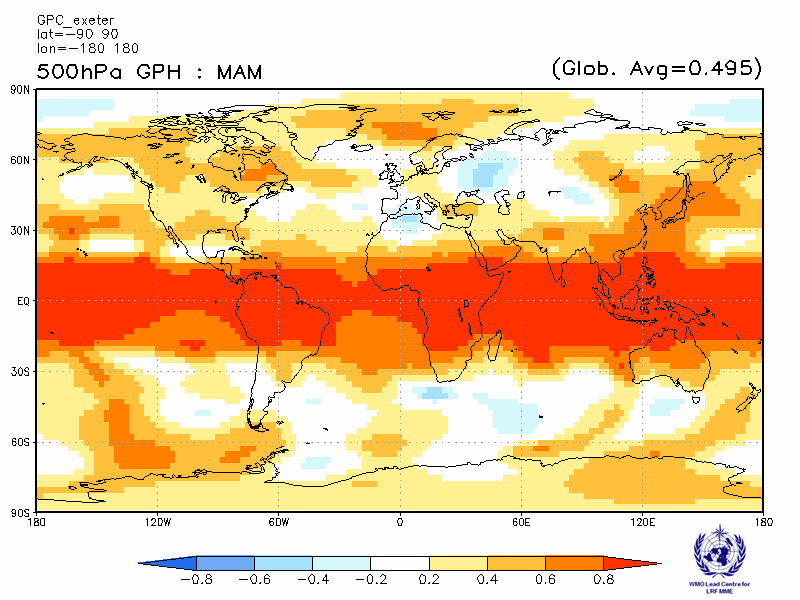 GPC_exeter
lat=-90 90
lon=-180 180
500hPa GPH : MAM (Glob. Avg=0.495)
90N
60N
30N
EQ
30S
60S
90S
180 120W 60W 0 60E 120E 180
-0.8 -0.6 -0.4 -0.2 0.2 0.4 0.6 0.8
WMO Lead Centre for
LRF MME